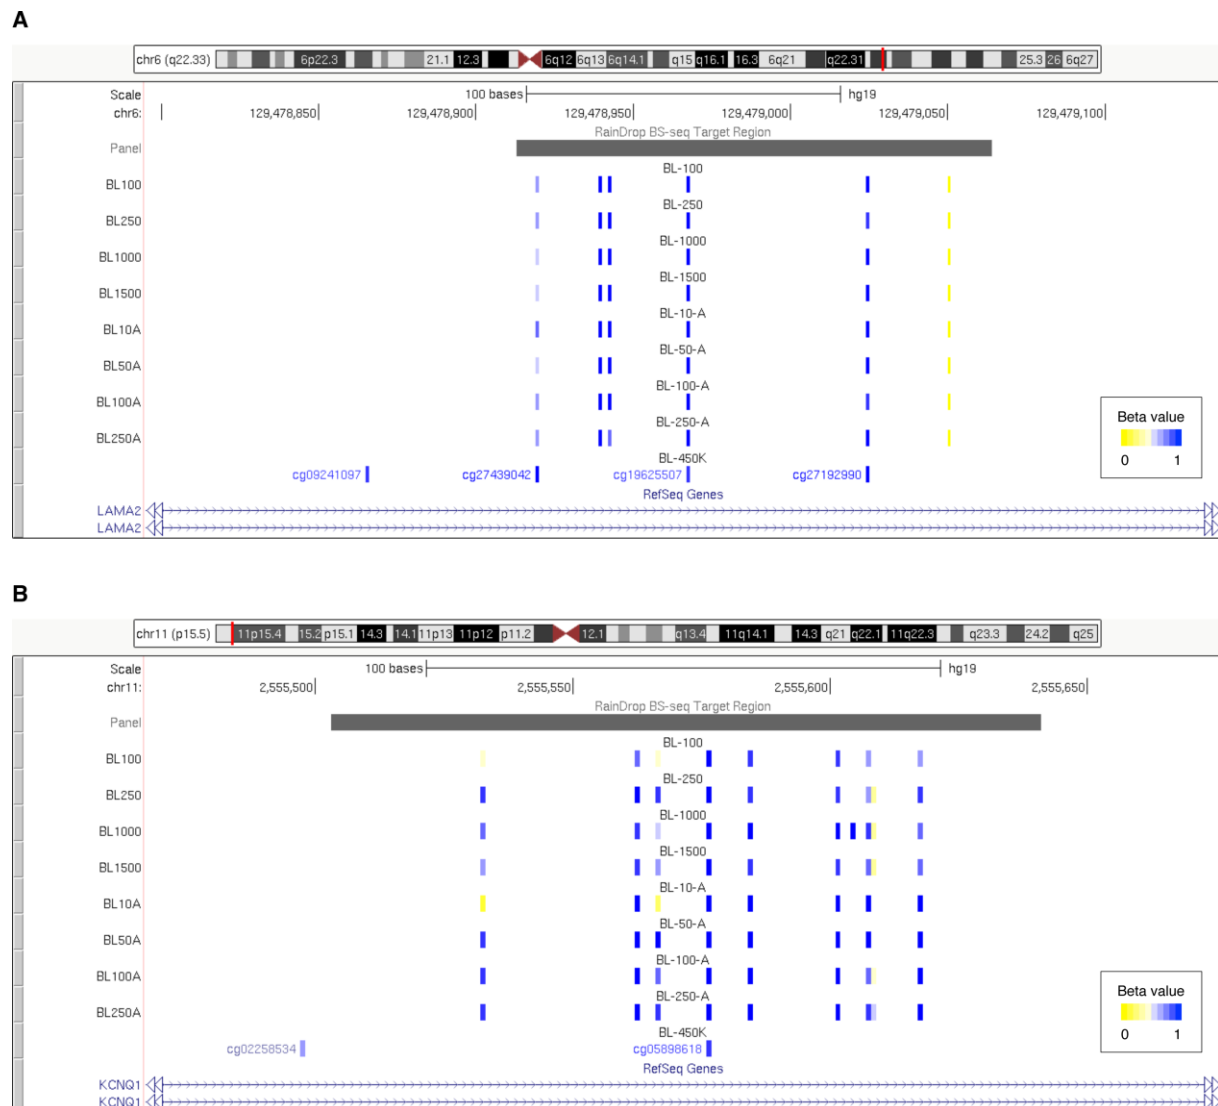 A
chr6 (q22.33) 6p22.3 21.1 12.3 6q12 6q13 6q14.1 q15 q16.1 16.3 6q21 q22.31 25.3 26 6q27
Scale 100 bases hg19
chr6: 129,478,850 129,478,900 129,478,950 129,479,000 129,479,050 129,479,100
RainDrop BS-seq Target Region
Panel
BL-100
BL100
BL-250
BL250
BL-1000
BL1000
BL-1500
BL1500
BL-10-A
BL10A
BL-50-A
BL50A
BL-100-A
BL100A
BL-250-A
BL250A
BL-450K
cg09241097 cg27439042 cg19625507 cg27192990
RefSeq Genes
LAMA2
LAMA2
Beta value
0 1
B
chr11 (p15.5) 11p15.4 15.2 p15.1 14.3 14.1 11p13 11p12 p11.2 12.1 q13.4 11q14.1 14.3 q21 q22.1 11q22.3 q23.3 24.2 q25
Scale 100 bases hg19
chr11: 2,555,500 2,555,550 2,555,600 2,555,650
RainDrop BS-seq Target Region
Panel
BL-100
BL100
BL-250
BL250
BL-1000
BL1000
BL-1500
BL1500
BL-10-A
BL10A
BL-50-A
BL50A
BL-100-A
BL100A
BL-250-A
BL250A
BL-450K
cg02258534 cg05898618
RefSeq Genes
KCNQ1
KCNQ1
Beta value
0 1